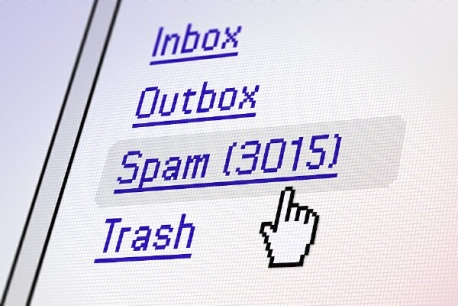 Inbox
Outbox
Spam (3015)
Trash